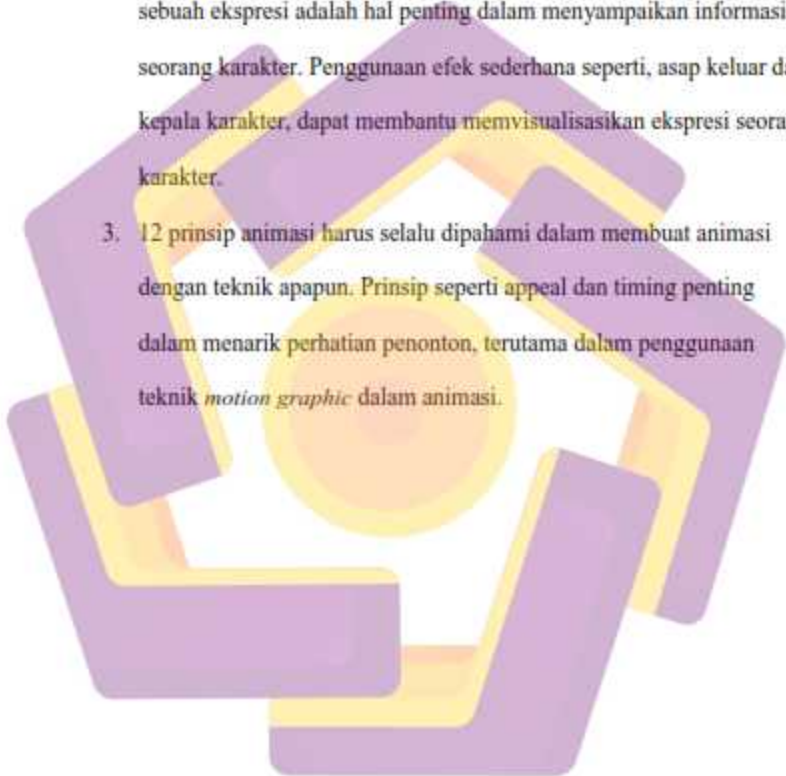 sebuah ekspresi adalah hal penting dalam menyampaikan informasi
seorang karakter. Penggunaan efek sederhana seperti, asap keluar da
kepala karakter, dapat membantu memvisualisasikan ekspresi seora
karakter.
3. 12 prinsip animasi harus selalu dipahami dalam membuat animasi
dengan teknik apapun. Prinsip seperti appeal dan timing penting
dalam menarik perhatian penonton, terutama dalam penggunaan
teknik motion graphic dalam animasi.